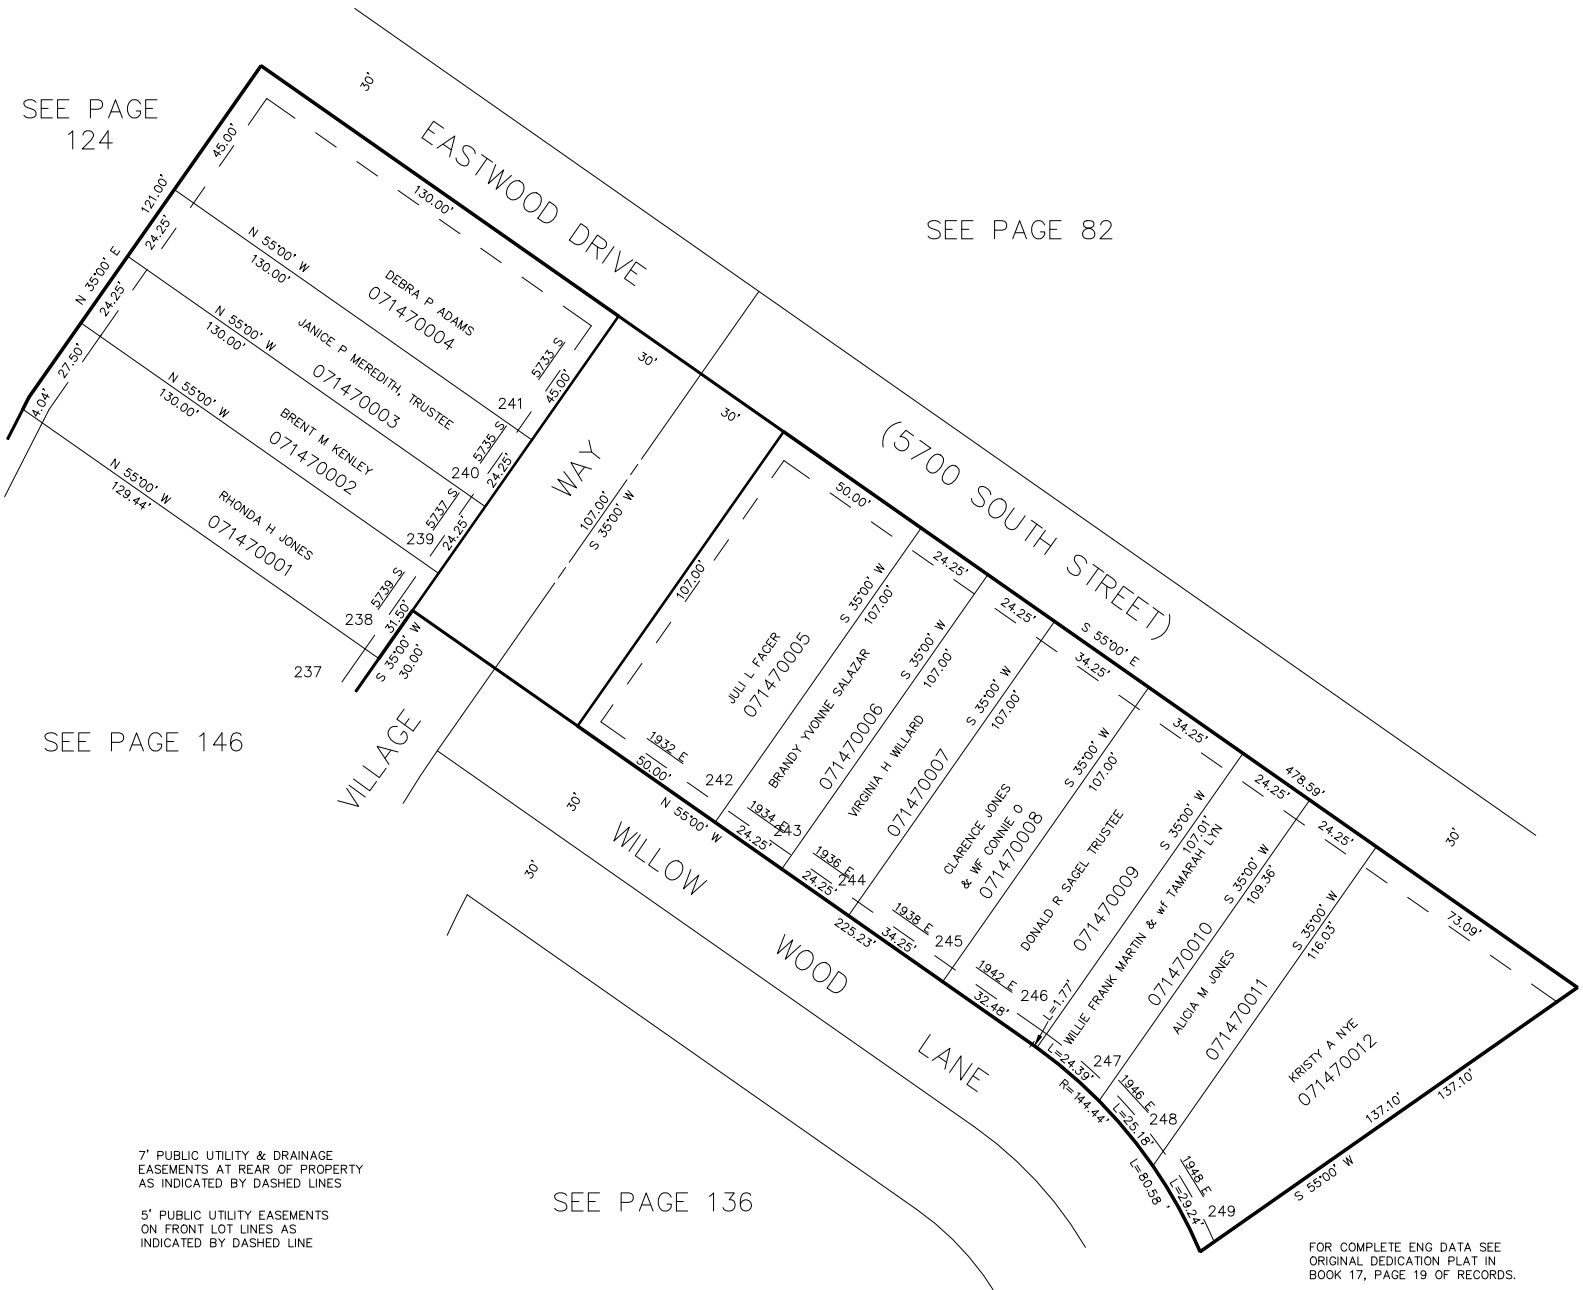 SEE PAGE
124
30'
EASTWOOD DRIVE
(5700 SOUTH STREET)
SEE PAGE 82
45.00'
121.00'
N 35°00' E
24.25'
24.25'
27.50'
4.04'
130.00'
N 55°00' W
130.00'
DEBRA P ADAMS
071470004
5733 S
45.00'
241
N 55°00' W
130.00'
JANICE P MEREDITH, TRUSTEE
071470003
5735 S
24.25'
240
N 55°00' W
130.00'
BRENT M KENLEY
071470002
5737 S
24.25'
239
N 55°00' W
129.44'
RHONDA H JONES
071470001
5739 S
31.50'
238
S 35°00' W
30.00'
237
30'
30'
WAY
VILLAGE
107.00'
S 35°00' W
107.00'
SEE PAGE 146
50.00'
JULI L FAGER
071470005
1932 E
50.00'
242
S 35°00' W
107.00'
24.25'
BRANDY YVONNE SALAZAR
071470006
1934 E
24.25'
243
S 35°00' W
107.00'
24.25'
VIRGINIA H WILLARD
071470007
1936 E
24.25'
244
S 35°00' W
107.00'
S 55°00' E
34.25'
CLARENCE JONES
& WF CONNIE O
071470008
1938 E
34.25'
245
S 35°00' W
107.00'
34.25'
DONALD R SAGEL TRUSTEE
071470009
1942 E
32.48'
246
L=1.77'
S 35°00' W
107.01'
478.59'
24.25'
WILLIE FRANK MARTIN & wf TAMARAH LYN
071470010
L=24.39'
247
S 35°00' W
109.36'
24.25'
ALICIA M JONES
071470011
1946 E
L=25.18'
248
S 35°00' W
116.03'
30'
73.09'
KRISTY A NYE
071470012
1948 E
L=29.24'
249
137.10'
137.10'
S 55°00' W
N 55°00' W
225.23'
R=144.44'
L=80.58'
30'
30'
WILLOW
WOOD
LANE
SEE PAGE 136
7' PUBLIC UTILITY & DRAINAGE
EASEMENTS AT REAR OF PROPERTY
AS INDICATED BY DASHED LINES
5' PUBLIC UTILITY EASEMENTS
ON FRONT LOT LINES AS
INDICATED BY DASHED LINE
FOR COMPLETE ENG DATA SEE
ORIGINAL DEDICATION PLAT IN
BOOK 17, PAGE 19 OF RECORDS.